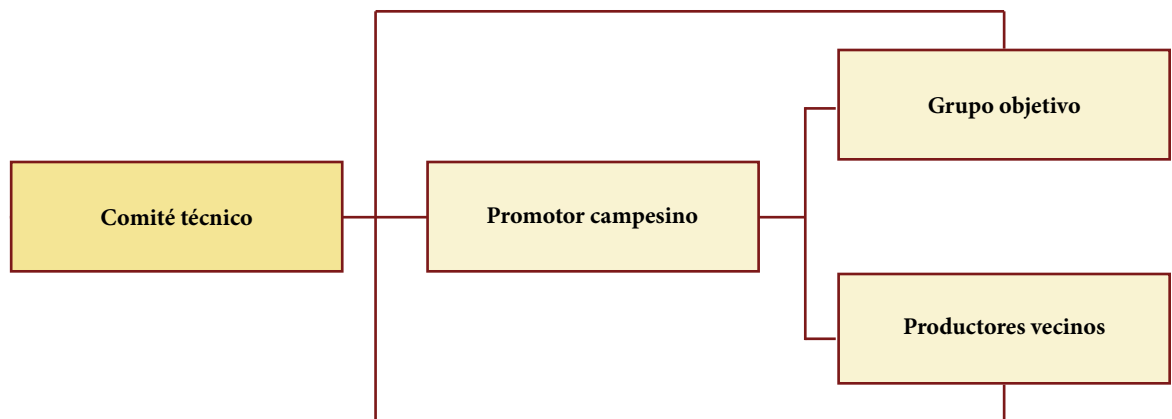 Grupo objetivo
Comité técnico
Promotor campesino
Productores vecinos